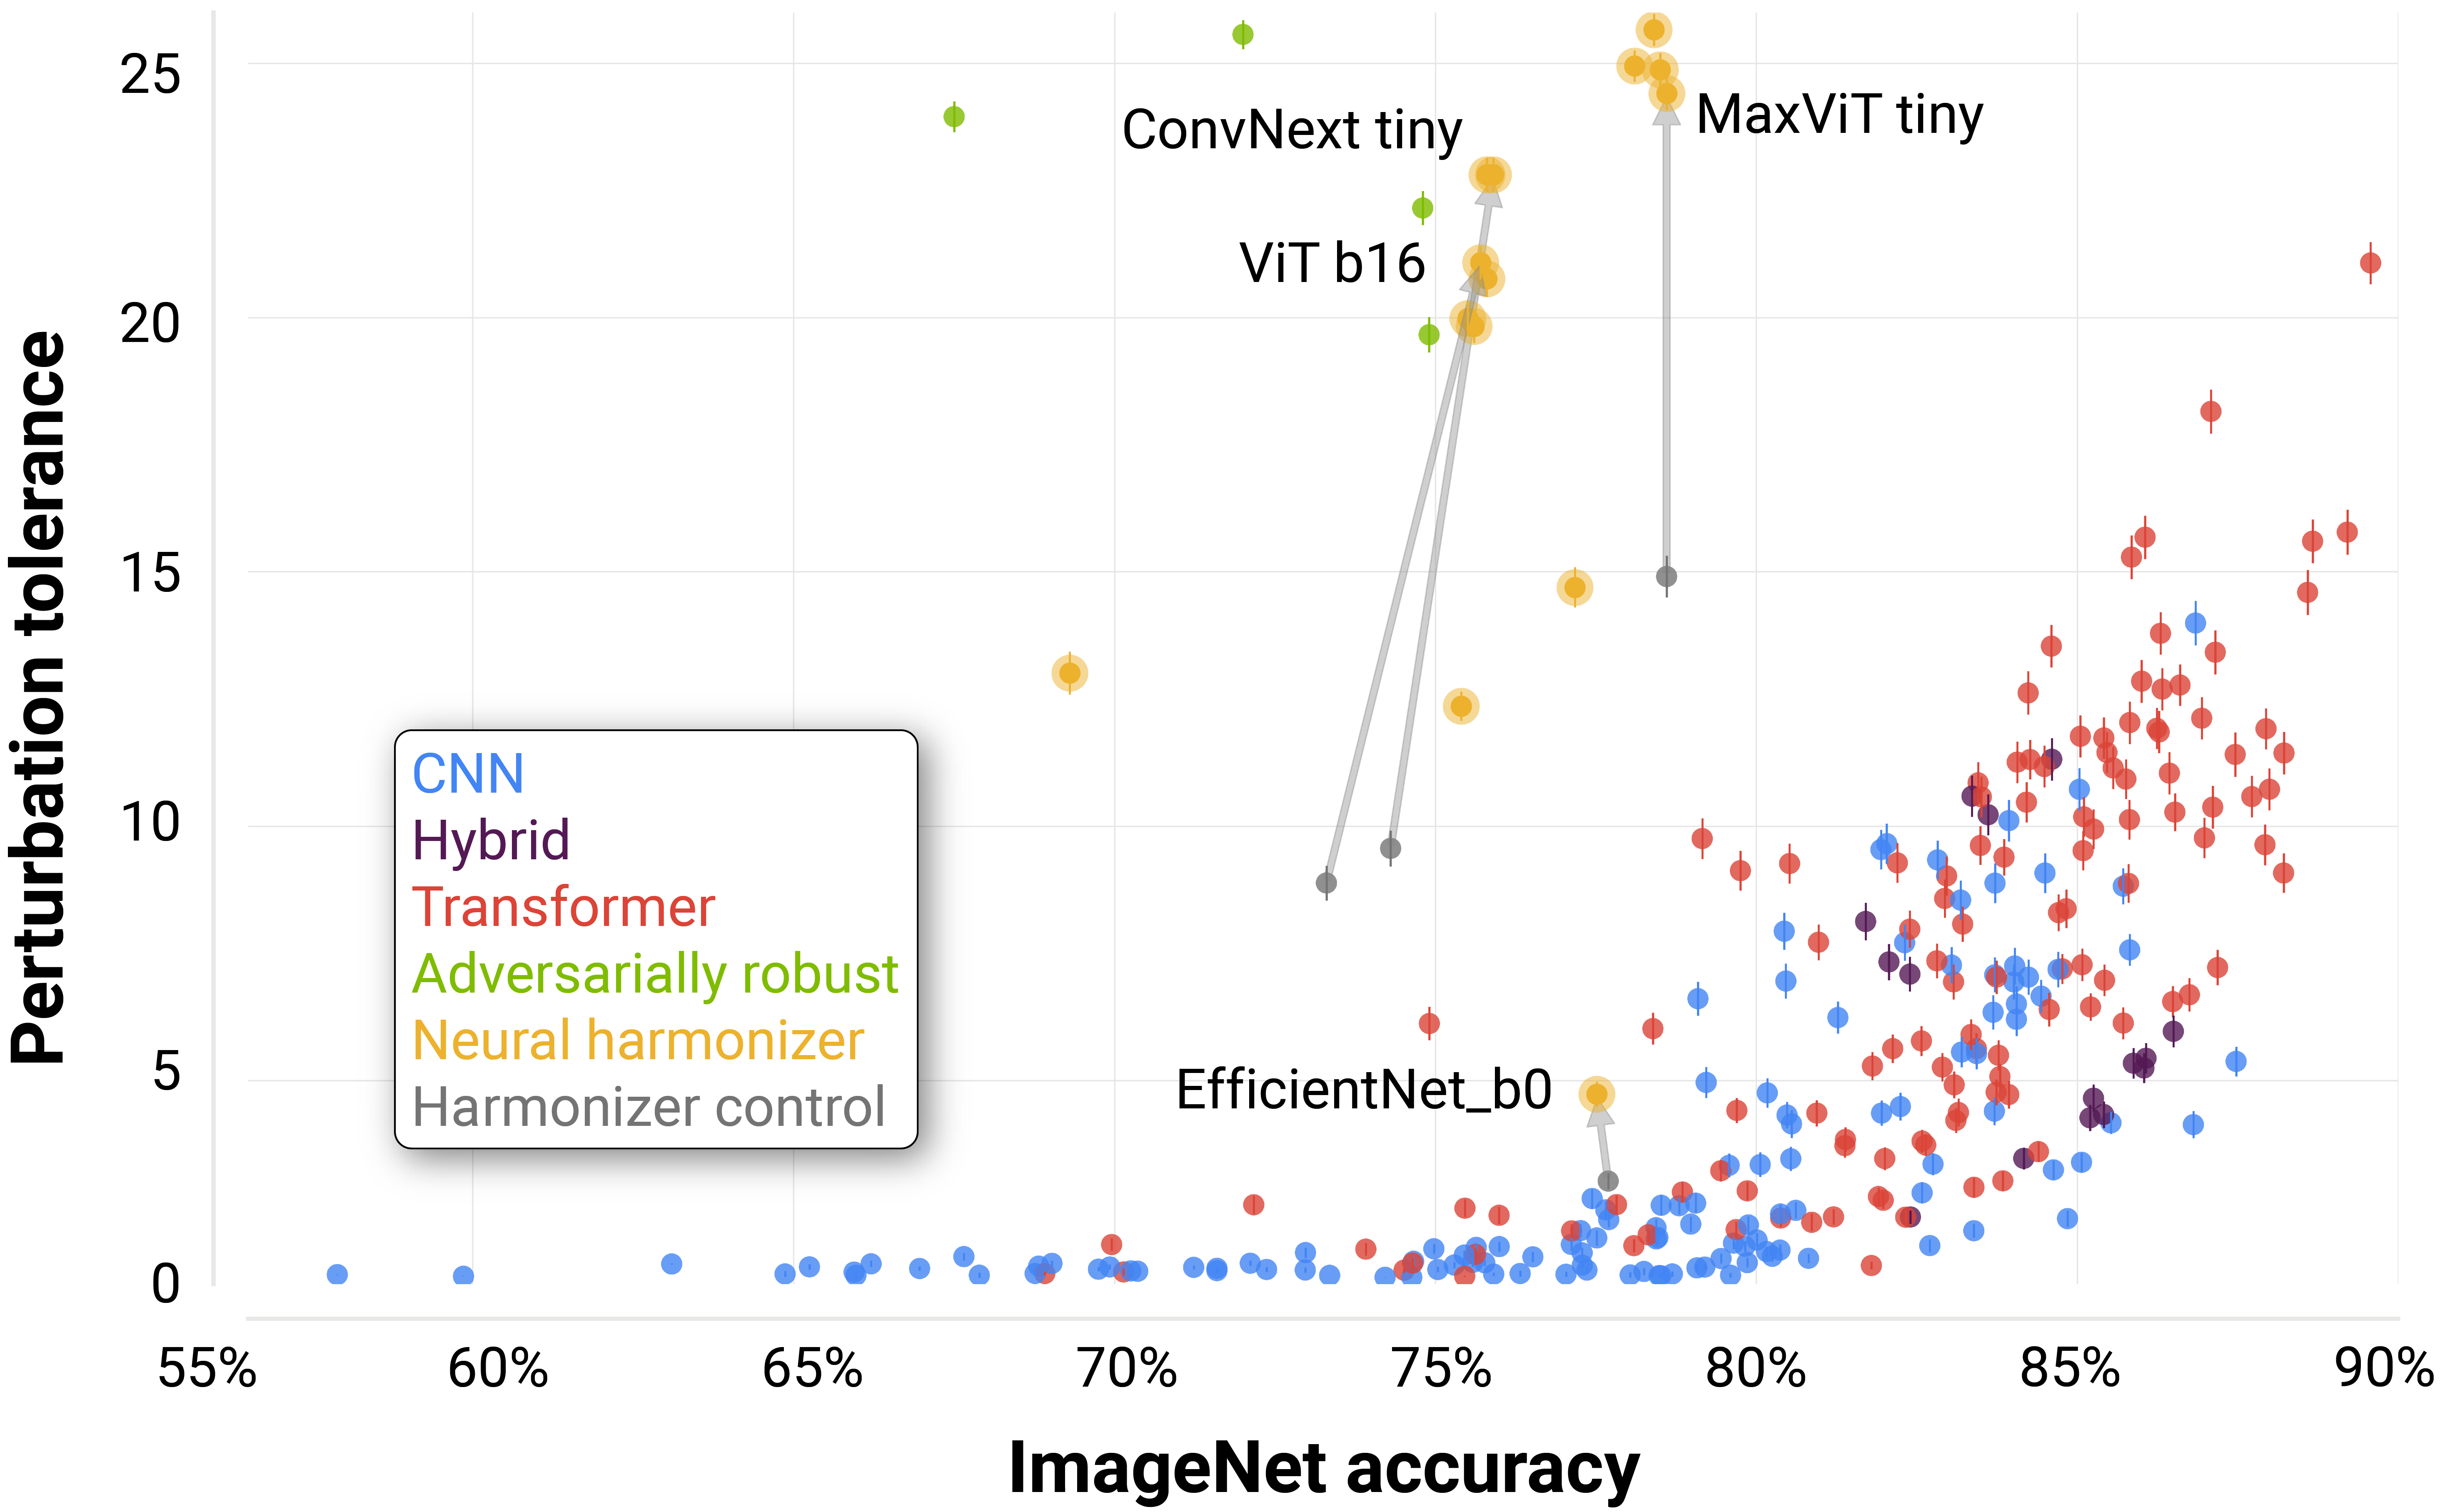 Perturbation tolerance
25
20
15
10
5
0
ConvNext tiny
MaxViT tiny
ViT b16
EfficientNet_b0
CNN
Hybrid
Transformer
Adversarially robust
Neural harmonizer
Harmonizer control
55% 60% 65% 70% 75% 80% 85% 90%
ImageNet accuracy